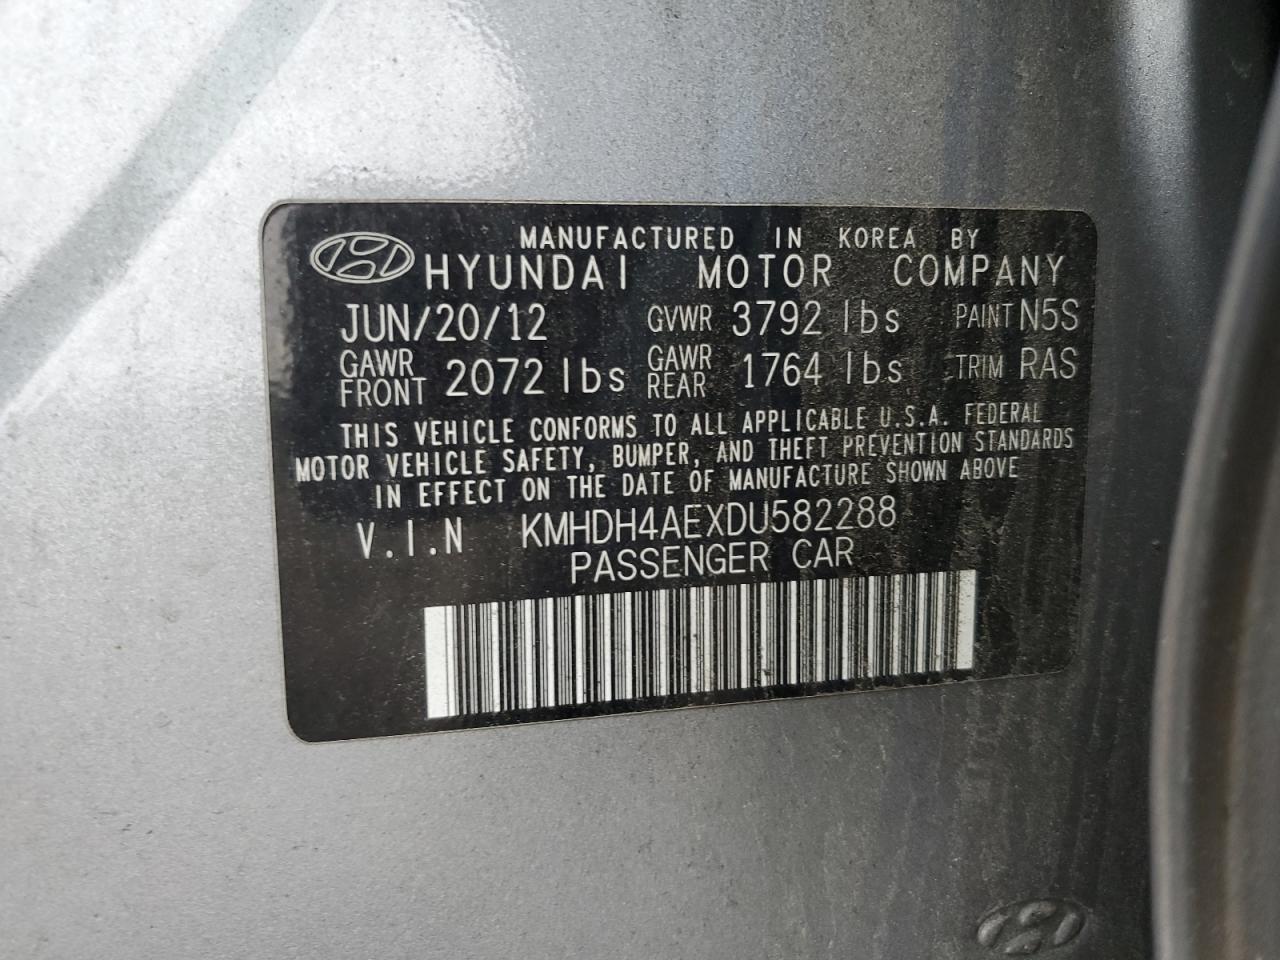 MANUFACTURED IN KOREA BY
HYUNDAI MOTOR COMPANY
JUN/20/12 GVWR 3792 lbs PAINT N5S
GAWR FRONT 2072 lbs GAWR REAR 1764 lbs TRIM RAS
THIS VEHICLE CONFORMS TO ALL APPLICABLE U.S.A. FEDERAL
MOTOR VEHICLE SAFETY, BUMPER, AND THEFT PREVENTION STANDARDS
IN EFFECT ON THE DATE OF MANUFACTURE SHOWN ABOVE
V.I.N KMHDH4AEXDU582288
PASSENGER CAR